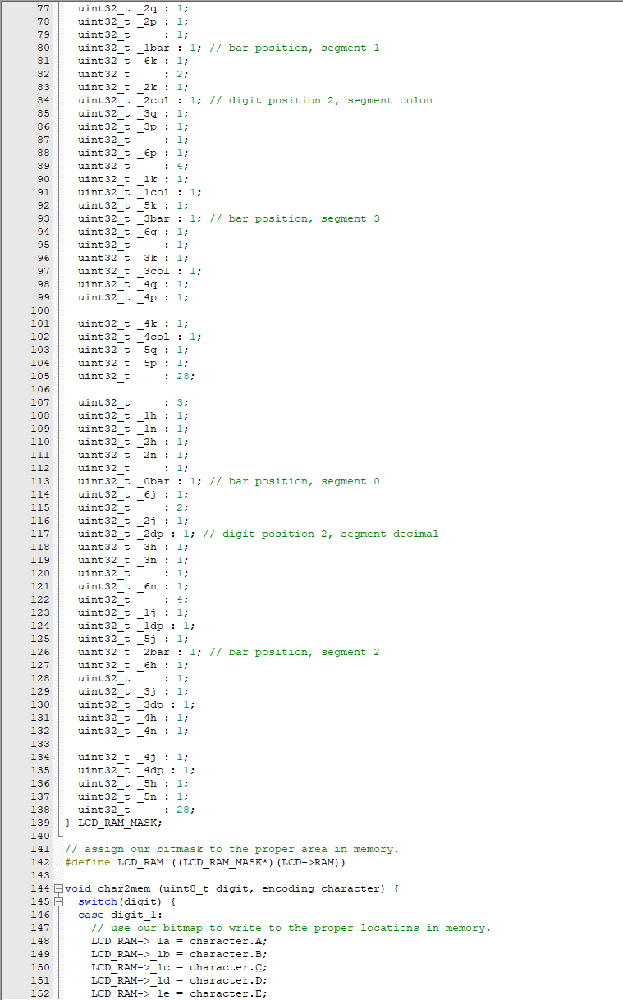 77 uint32_t _2q : 1;
78 uint32_t _2p : 1;
79 uint32_t : 1;
80 uint32_t _1bar : 1; // bar position, segment 1
81 uint32_t _6k : 1;
82 uint32_t : 2;
83 uint32_t _2k : 1;
84 uint32_t _2col : 1; // digit position 2, segment colon
85 uint32_t _3q : 1;
86 uint32_t _3p : 1;
87 uint32_t : 1;
88 uint32_t _6p : 1;
89 uint32_t : 4;
90 uint32_t _1k : 1;
91 uint32_t _1col : 1;
92 uint32_t _5k : 1;
93 uint32_t _3bar : 1; // bar position, segment 3
94 uint32_t _6q : 1;
95 uint32_t : 1;
96 uint32_t _3k : 1;
97 uint32_t _3col : 1;
98 uint32_t _4q : 1;
99 uint32_t _4p : 1;
100
101 uint32_t _4k : 1;
102 uint32_t _4col : 1;
103 uint32_t _5q : 1;
104 uint32_t _5p : 1;
105 uint32_t : 28;
106
107 uint32_t : 3;
108 uint32_t _1h : 1;
109 uint32_t _1n : 1;
110 uint32_t _2h : 1;
111 uint32_t _2n : 1;
112 uint32_t : 1;
113 uint32_t _0bar : 1; // bar position, segment 0
114 uint32_t _6j : 1;
115 uint32_t : 2;
116 uint32_t _2j : 1;
117 uint32_t _2dp : 1; // digit position 2, segment decimal
118 uint32_t _3h : 1;
119 uint32_t _3n : 1;
120 uint32_t : 1;
121 uint32_t _6n : 1;
122 uint32_t : 4;
123 uint32_t _1j : 1;
124 uint32_t _1dp : 1;
125 uint32_t _5j : 1;
126 uint32_t _2bar : 1; // bar position, segment 2
127 uint32_t _6h : 1;
128 uint32_t : 1;
129 uint32_t _3j : 1;
130 uint32_t _3dp : 1;
131 uint32_t _4h : 1;
132 uint32_t _4n : 1;
133
134 uint32_t _4j : 1;
135 uint32_t _4dp : 1;
136 uint32_t _5h : 1;
137 uint32_t _5n : 1;
138 uint32_t : 28;
139 } LCD_RAM_MASK;
140
141 // assign our bitmask to the proper area in memory.
142 #define LCD_RAM ((LCD_RAM_MASK*)(LCD->RAM))
143
144 void char2mem (uint8_t digit, encoding character) {
145 switch(digit) {
146 case digit_1:
147 // use our bitmap to write to the proper locations in memory.
148 LCD_RAM->_1a = character.A;
149 LCD_RAM->_1b = character.B;
150 LCD_RAM->_1c = character.C;
151 LCD_RAM->_1d = character.D;
152 LCD_RAM->_1e = character.E;